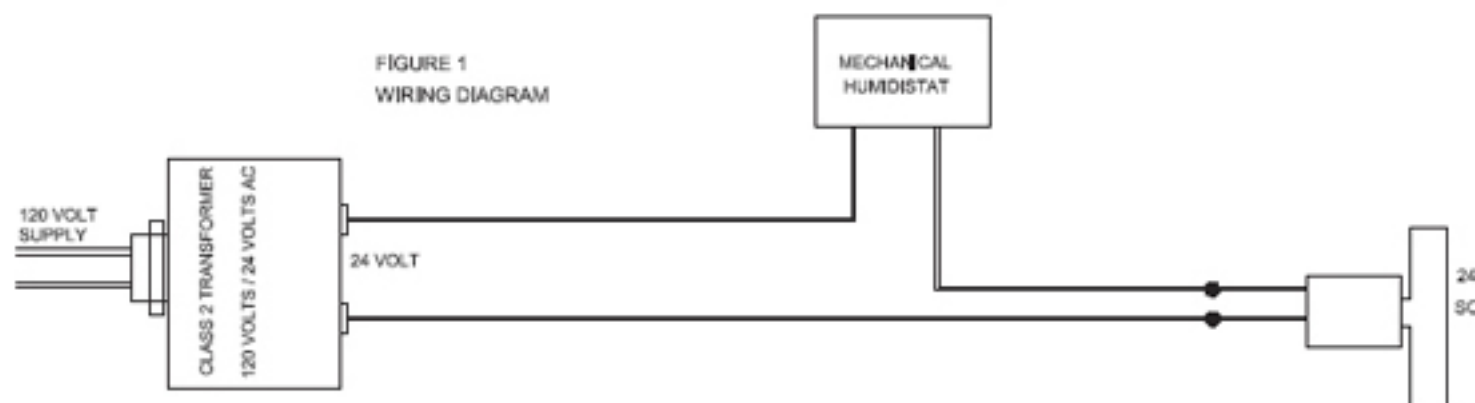 FIGURE 1
WIRING DIAGRAM
MECHANICAL
HUMIDISTAT
120 VOLT
SUPPLY
CLASS 2 TRANSFORMER
120 VOLTS / 24 VOLTS AC
24 VOLT
24